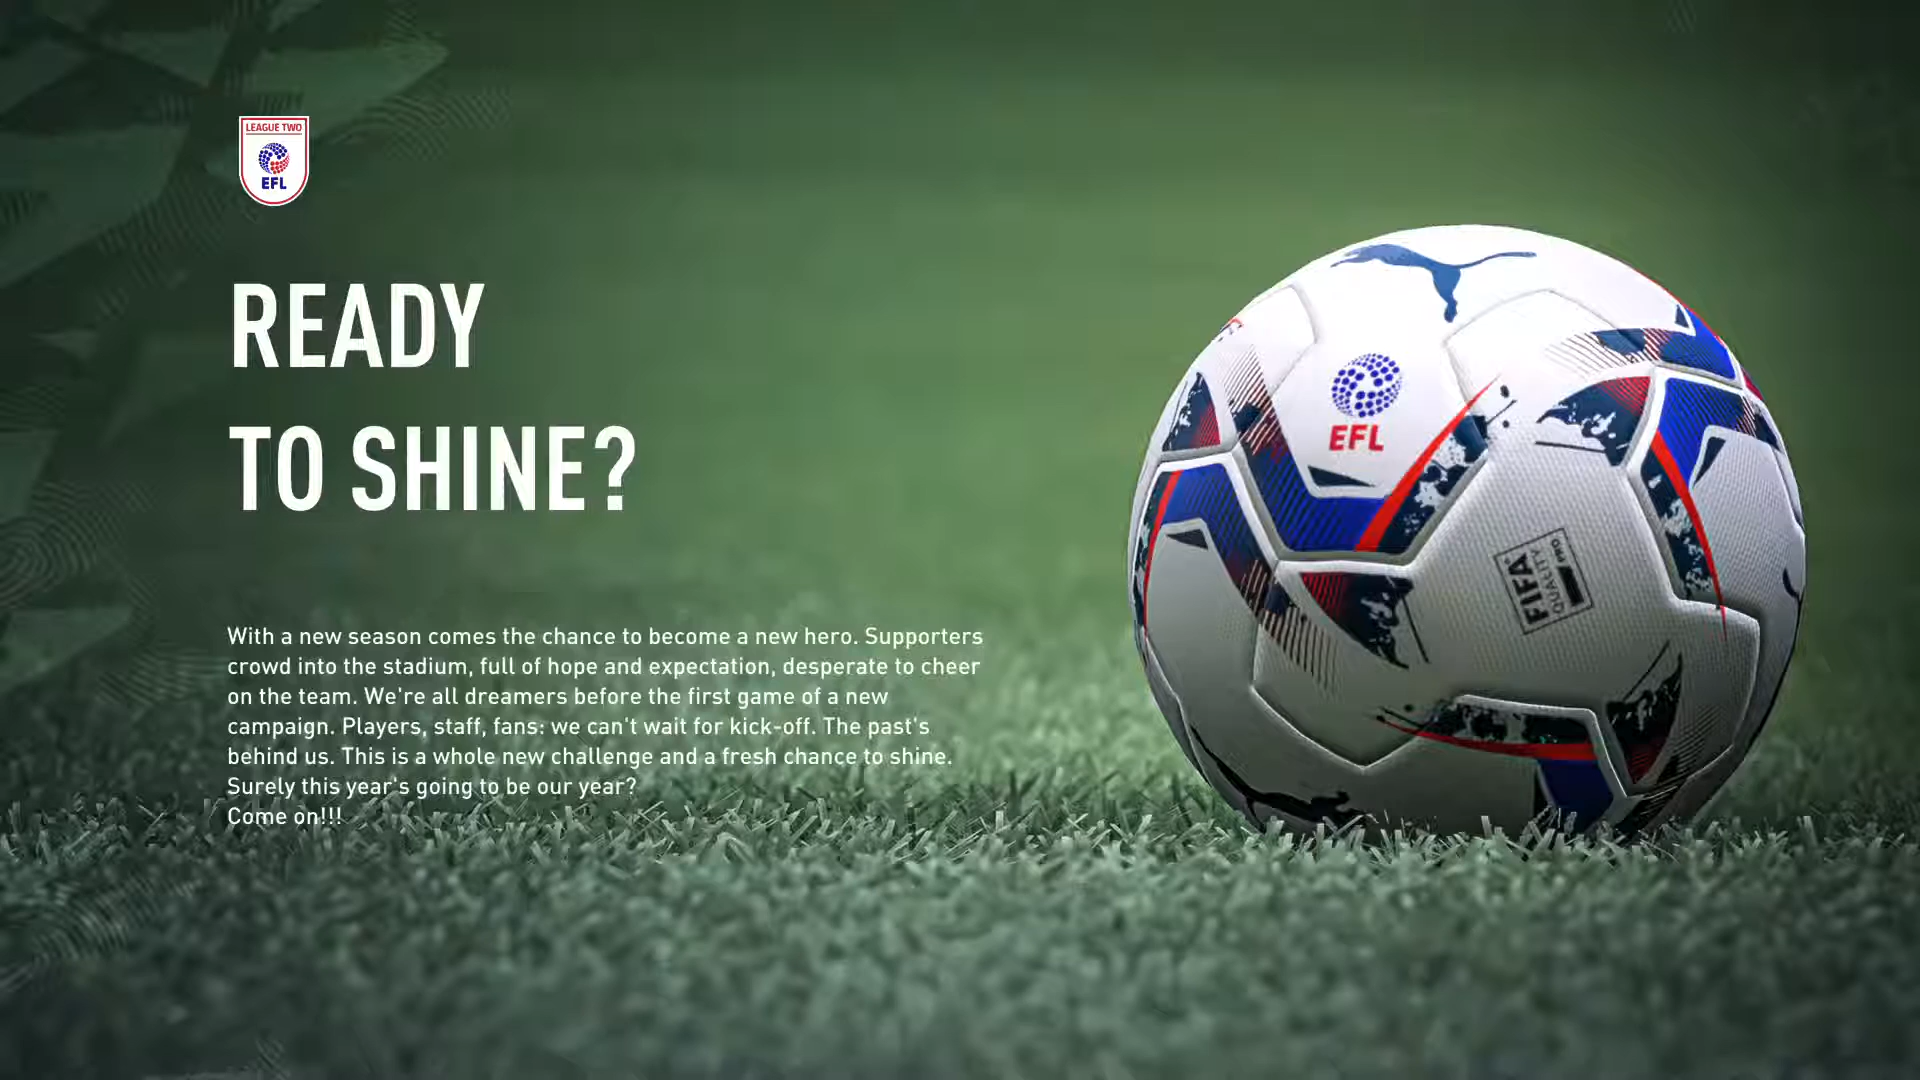 LEAGUE TWO
EFL
READY
TO SHINE?
With a new season comes the chance to become a new hero. Supporters
crowd into the stadium, full of hope and expectation, desperate to cheer
on the team. We're all dreamers before the first game of a new
campaign. Players, staff, fans: we can't wait for kick-off. The past's
behind us. This is a whole new challenge and a fresh chance to shine.
Surely this year's going to be our year?
Come on!!!
EFL
FIFA
QUALITY
PRO